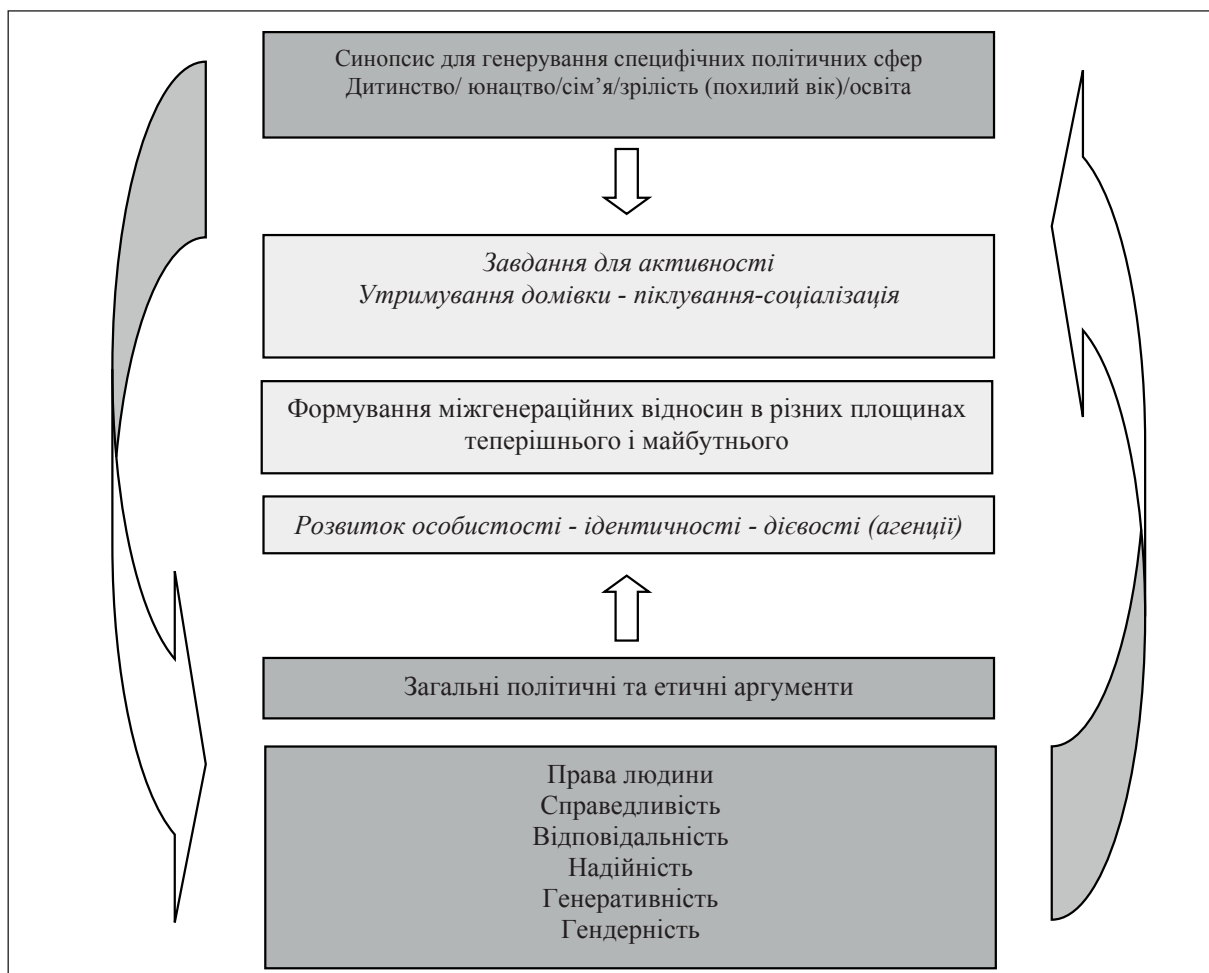 Синопсис для генерування специфічних політичних сфер
Дитинство/ юнацтво/сім’я/зрілість (похилий вік)/освіта
Завдання для активності
Утримування домівки - піклування-соціалізація
Формування міжгенераційних відносин в різних площинах
теперішнього і майбутнього
Розвиток особистості - ідентичності - дієвості (агенції)
Загальні політичні та етичні аргументи
Права людини
Справедливість
Відповідальність
Надійність
Генеративність
Гендерність